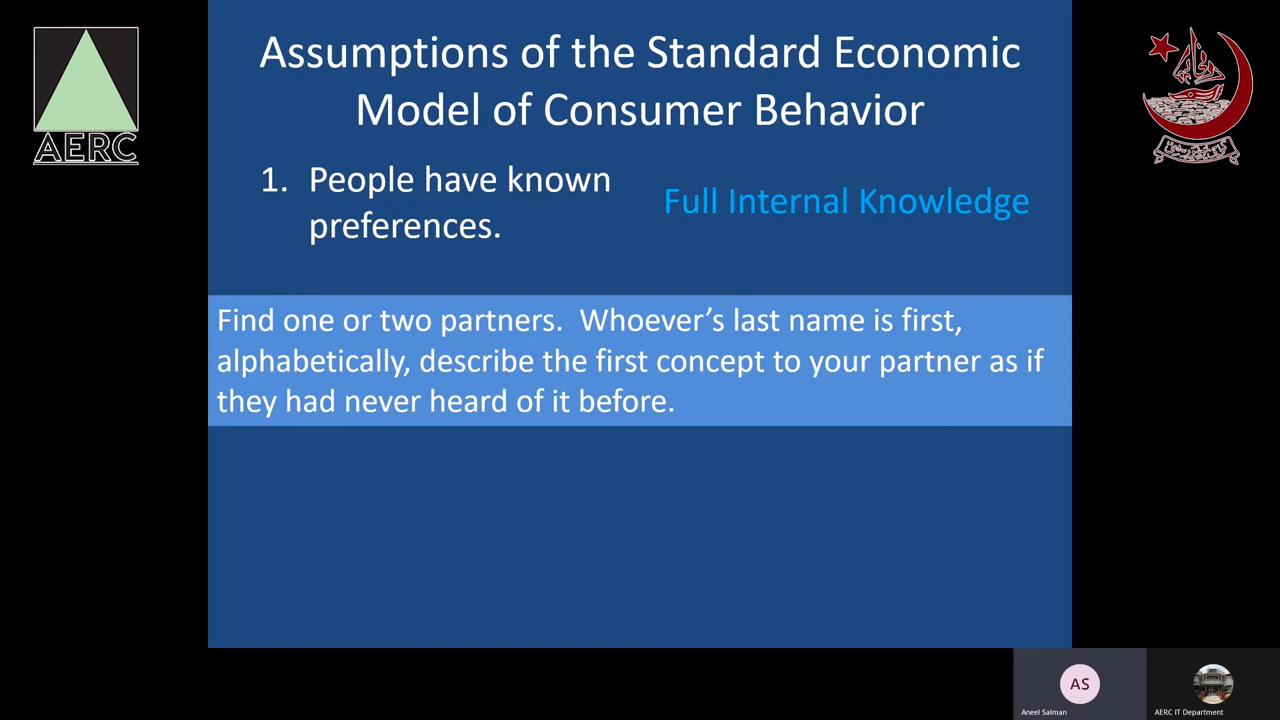 Assumptions of the Standard Economic
Model of Consumer Behavior
AERC
1. People have known
preferences.
Full Internal Knowledge
Find one or two partners.  Whoever’s last name is first,
alphabetically, describe the first concept to your partner as if
they had never heard of it before.
AS
Aneel Salman
AERC IT Department